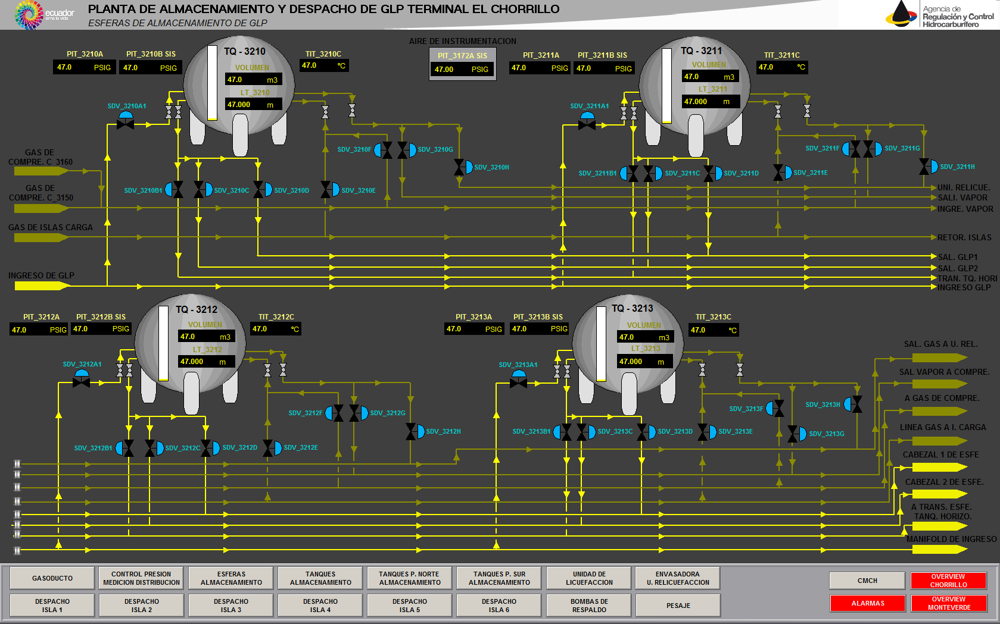 ecuador
ama la vida
PLANTA DE ALMACENAMIENTO Y DESPACHO DE GLP TERMINAL EL CHORRILLO
ESFERAS DE ALMACENAMIENTO DE GLP
Agencia de
Regulación y Control
Hidrocarburífero
AIRE DE INSTRUMENTACION
PIT_3172A SIS
47.00 PSIG
PIT_3210A
47.0 PSIG
PIT_3210B SIS
47.0 PSIG
TQ - 3210
VOLUMEN
47.0 m3
LT_3210
47.000 m
TIT_3210C
47.0 ºC
PIT_3211A
47.0 PSIG
PIT_3211B SIS
47.0 PSIG
TQ - 3211
VOLUMEN
47.0 m3
LT_3211
47.000 m
TIT_3211C
47.0 ºC
SDV_3210A1
SDV_3210F
SDV_3210G
SDV_3210H
SDV_3210B1
SDV_3210C
SDV_3210D
SDV_3210E
SDV_3211A1
SDV_3211F
SDV_3211G
SDV_3211H
SDV_3211B1
SDV_3211C
SDV_3211D
SDV_3211E
GAS DE
COMPRE. C_3160
GAS DE
COMPRE. C_3150
GAS DE ISLAS CARGA
INGRESO DE GLP
UNI. RELICUE.
SALI. VAPOR
INGRE. VAPOR
RETOR. ISLAS
SAL. GLP1
SAL. GLP2
TRAN. TQ. HORI
INGRESO GLP
PIT_3212A
47.0 PSIG
PIT_3212B SIS
47.0 PSIG
TQ - 3212
VOLUMEN
47.0 m3
LT_3212
47.000 m
TIT_3212C
47.0 ºC
PIT_3213A
47.0 PSIG
PIT_3213B SIS
47.0 PSIG
TQ - 3213
VOLUMEN
47.0 m3
LT_3213
47.000 m
TIT_3213C
47.0 ºC
SDV_3212A1
SDV_3212F
SDV_3212G
SDV_3212H
SDV_3212B1
SDV_3212C
SDV_3212D
SDV_3212E
SDV_3213A1
SDV_3213F
SDV_3213H
SDV_3213B1
SDV_3213C
SDV_3213D
SDV_3213E
SDV_3213G
SAL. GAS A U. REL.
SAL VAPOR A COMPRE.
A GAS DE COMPRE.
LINEA GAS A I. CARGA
CABEZAL 1 DE ESFE
CABEZAL 2 DE ESFE.
A TRANS. ESFE.
TANQ. HORIZO.
MANIFOLD DE INGRESO
GASODUCTO
CONTROL PRESION
MEDICION DISTRIBUCION
ESFERAS
ALMACENAMIENTO
TANQUES
ALMACENAMIENTO
TANQUES P. NORTE
ALMACENAMIENTO
TANQUES P. SUR
ALMACENAMIENTO
UNIDAD DE
LICUEFACCION
ENVASADORA
U. RELICUEFACCION
CMCH
OVERVIEW
CHORRILLO
DESPACHO
ISLA 1
DESPACHO
ISLA 2
DESPACHO
ISLA 3
DESPACHO
ISLA 4
DESPACHO
ISLA 5
DESPACHO
ISLA 6
BOMBAS DE
RESPALDO
PESAJE
ALARMAS
OVERVIEW
MONTEVERDE